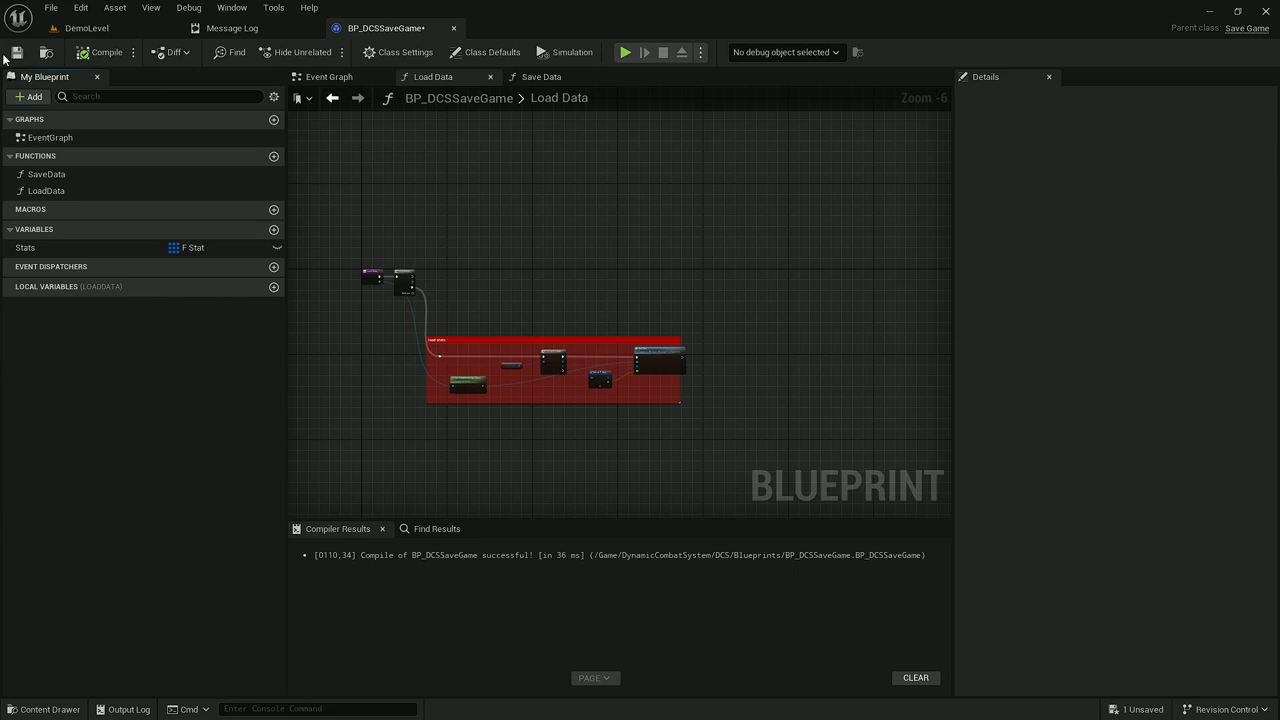 File Edit Asset View Debug Window Tools Help
DemoLevel Message Log BP_DCSSaveGame* Parent class: Save Game
Compile Diff Find Hide Unrelated Class Settings Class Defaults Simulation No debug object selected
My Blueprint Event Graph Load Data Save Data Details
Add Search BP_DCSSaveGame > Load Data Zoom -6
GRAPHS
EventGraph
FUNCTIONS
SaveData
LoadData
MACROS
VARIABLES
Stats F Stat
EVENT DISPATCHERS
LOCAL VARIABLES (LOADDATA)
BLUEPRINT
Compiler Results Find Results
[0110,34] Compile of BP_DCSSaveGame successful! [in 36 ms] (/Game/DynamicCombatSystem/DCS/Blueprints/BP_DCSSaveGame.BP_DCSSaveGame)
PAGE CLEAR
Content Drawer Output Log Cmd Enter Console Command 1 Unsaved Revision Control